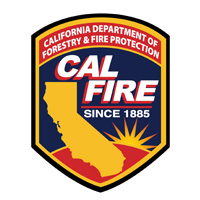 CALIFORNIA DEPARTMENT OF
FORESTRY & FIRE PROTECTION
CAL
FIRE
SINCE 1885